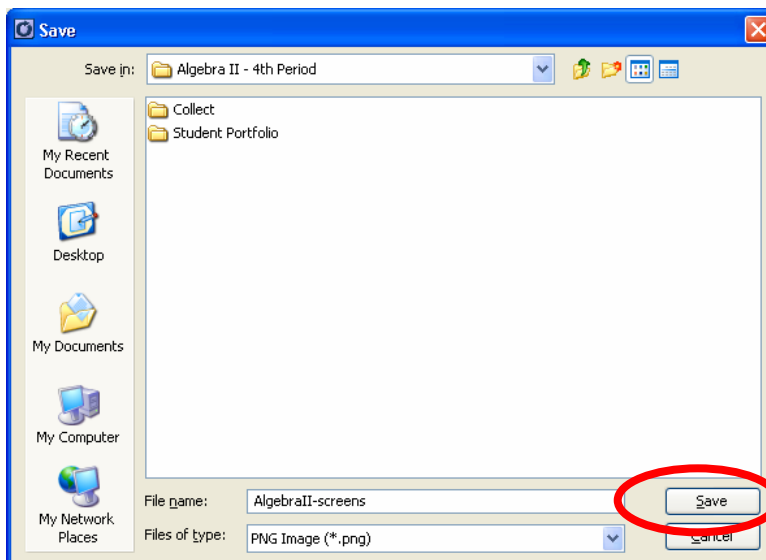 Save
Save in: Algebra II - 4th Period
Collect
Student Portfolio
My Recent
Documents
Desktop
My Documents
My Computer
My Network
Places
File name: AlgebraII-screens Save
Files of type: PNG Image (*.png) Cancel